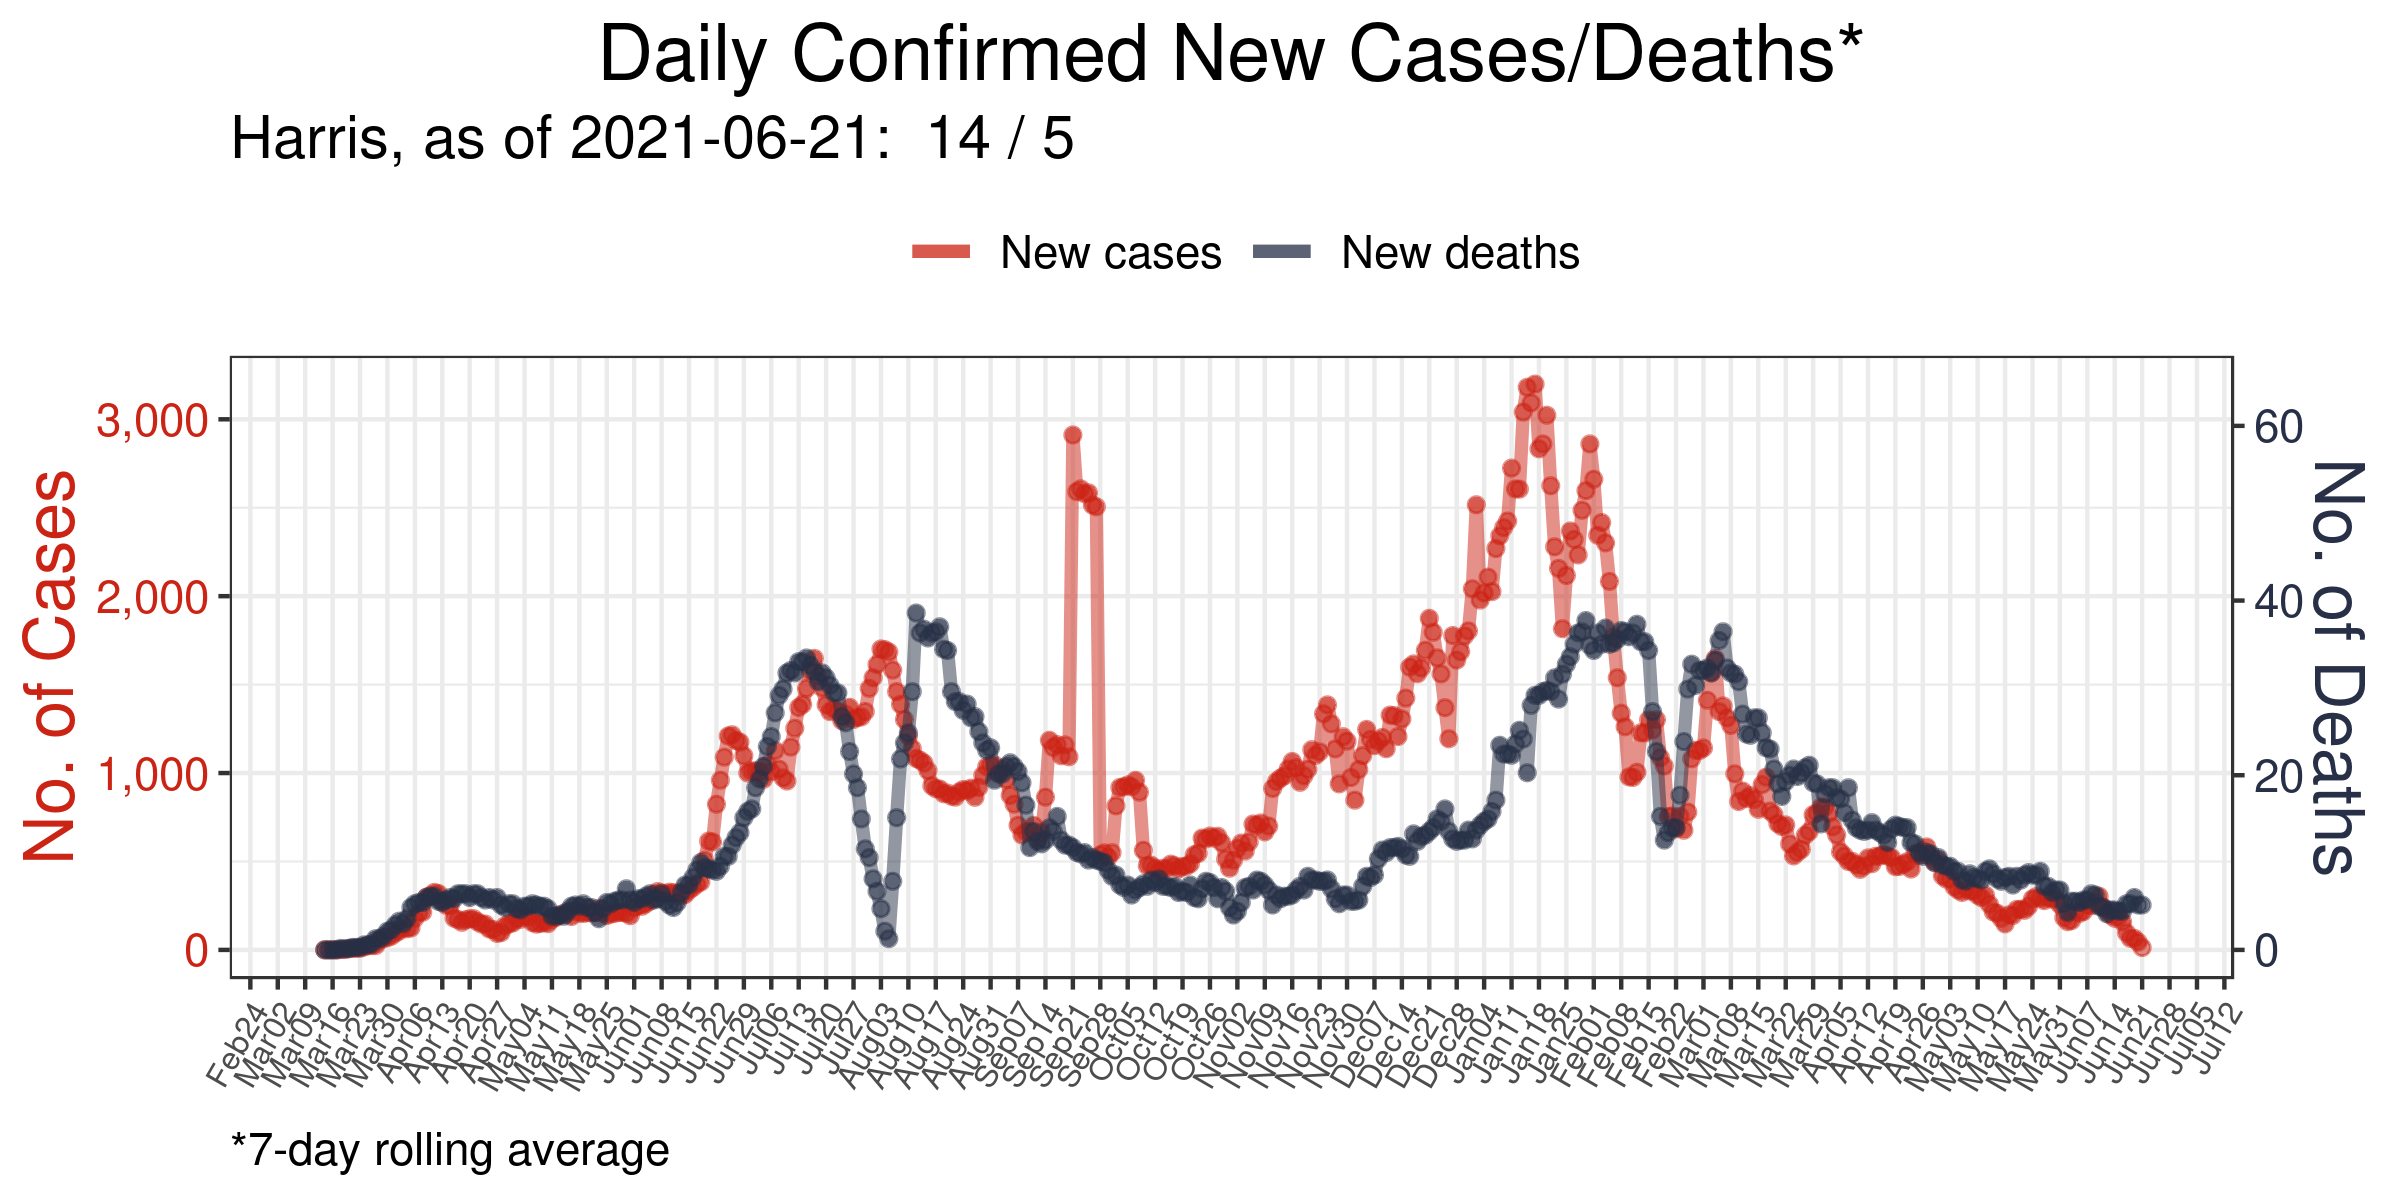 Daily Confirmed New Cases/Deaths*
Harris, as of 2021-06-21:  14 / 5
New cases
New deaths
No. of Cases
3,000
2,000
1,000
0
60
40
20
0
No. of Deaths
Feb24
Mar02
Mar09
Mar16
Mar23
Mar30
Apr06
Apr13
Apr20
Apr27
May04
May11
May18
May25
Jun01
Jun08
Jun15
Jun22
Jun29
Jul06
Jul13
Jul20
Jul27
Aug03
Aug10
Aug17
Aug24
Aug31
Sep07
Sep14
Sep21
Sep28
Oct05
Oct12
Oct19
Oct26
Nov02
Nov09
Nov16
Nov23
Nov30
Dec07
Dec14
Dec21
Dec28
Jan04
Jan11
Jan18
Jan25
Feb01
Feb08
Feb15
Feb22
Mar01
Mar08
Mar15
Mar22
Mar29
Apr05
Apr12
Apr19
Apr26
May03
May10
May17
May24
May31
Jun07
Jun14
Jun21
Jun28
Jul05
Jul12
*7-day rolling average